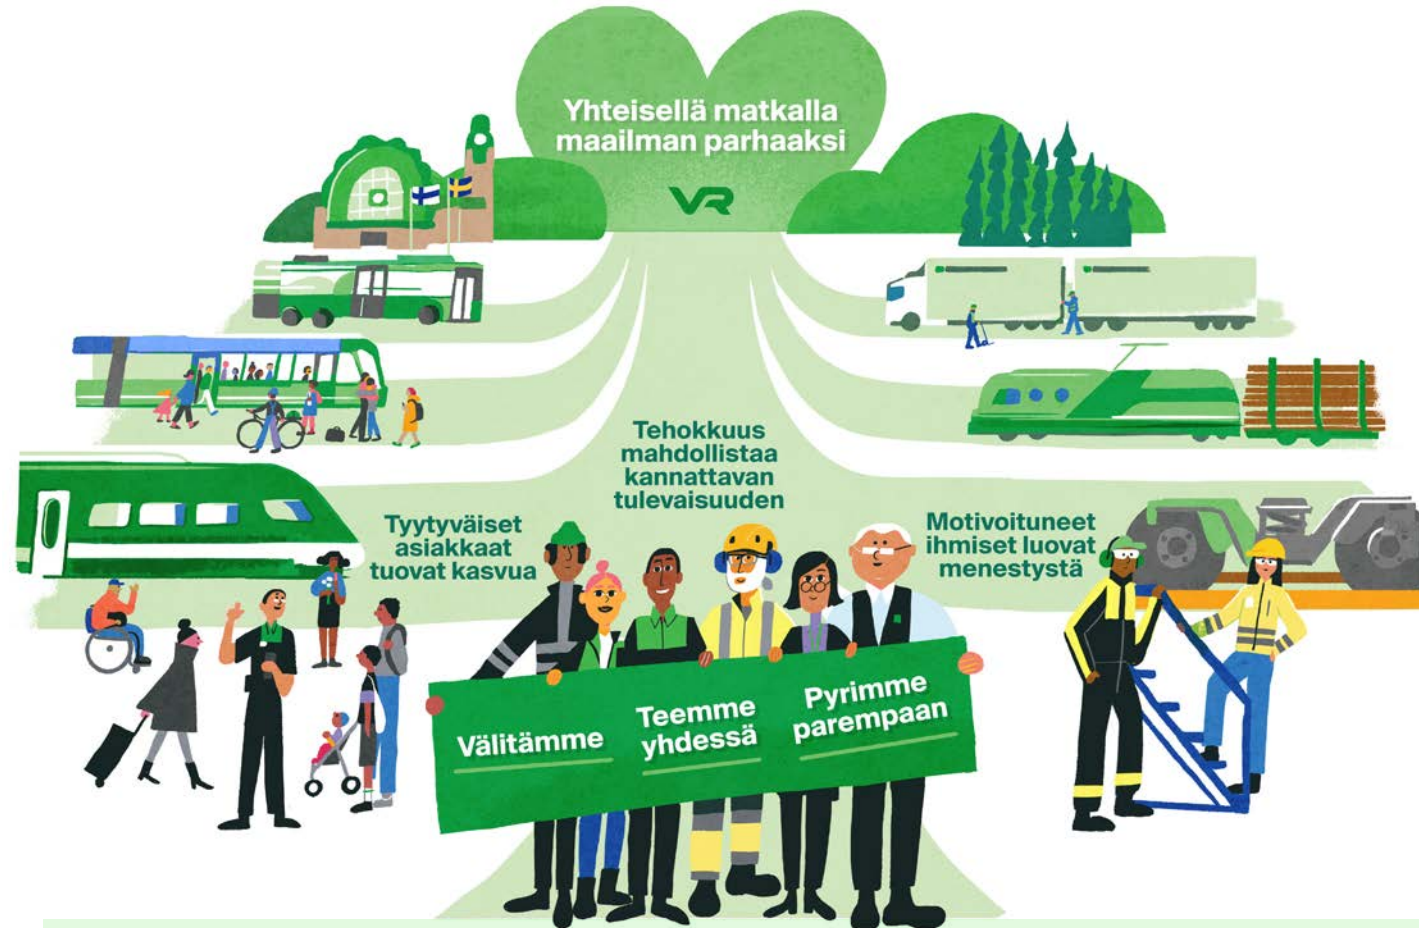 Yhteisellä matkalla
maailman parhaaksi
VR
Tehokkuus
mahdollistaa
kannattavan
tulevaisuuden
Tyytyväiset
asiakkaat
tuovat kasvua
Motivoituneet
ihmiset luovat
menestystä
Välitämme
Teemme
yhdessä
Pyrimme
parempaan